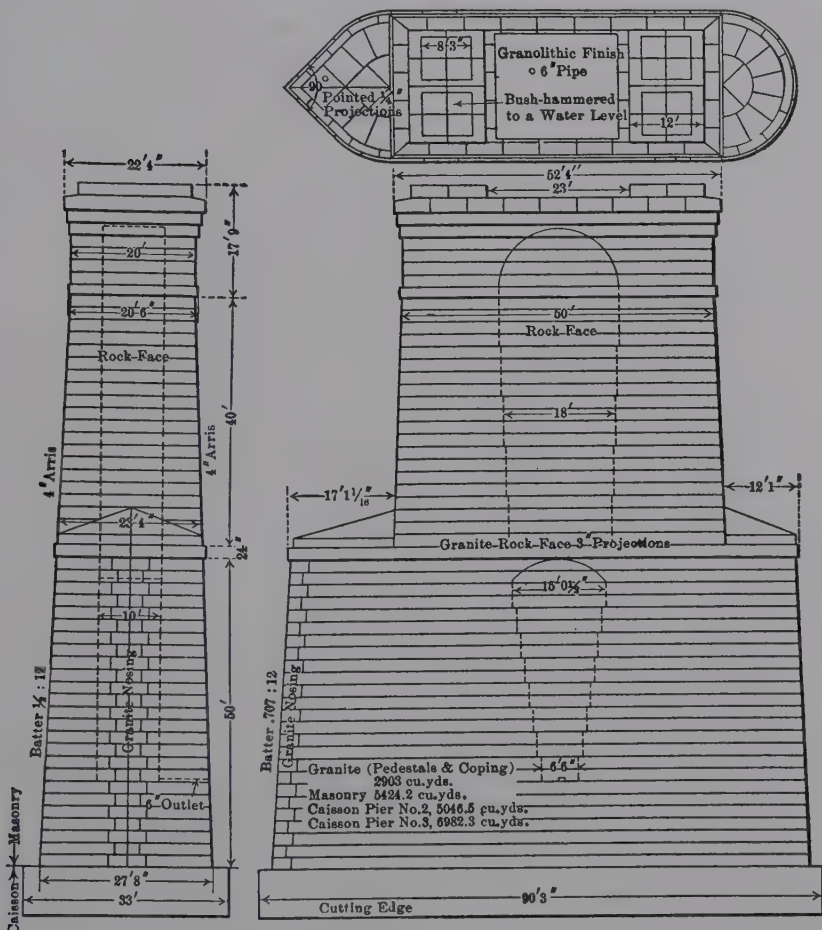 8'3"
Granolithic Finish
6" Pipe
90°
Pointed ¼"
Projections
Bush-hammered
to a Water Level
12'
22'4"
52'4"
23'
17'9"
20'
20'6"
50'
Rock-Face
Rock-Face
40'
4" Arris
4" Arris
18'
17'1 1/16"
12'1"
23'4"
24"
Granite-Rock-Face 3" Projections
15'0½"
10'
Granite Nosing
Batter ½ : 12
50'
Batter .707 : 12
Granite Nosing
6'6"
Granite (Pedestals & Coping)
2903 cu.yds.
Masonry 5424.2 cu.yds.
Caisson Pier No.2, 5046.5 cu.yds.
Caisson Pier No.3, 6982.3 cu.yds.
6" Outlet
Masonry
Caisson
27'8"
33'
90'3"
Cutting Edge